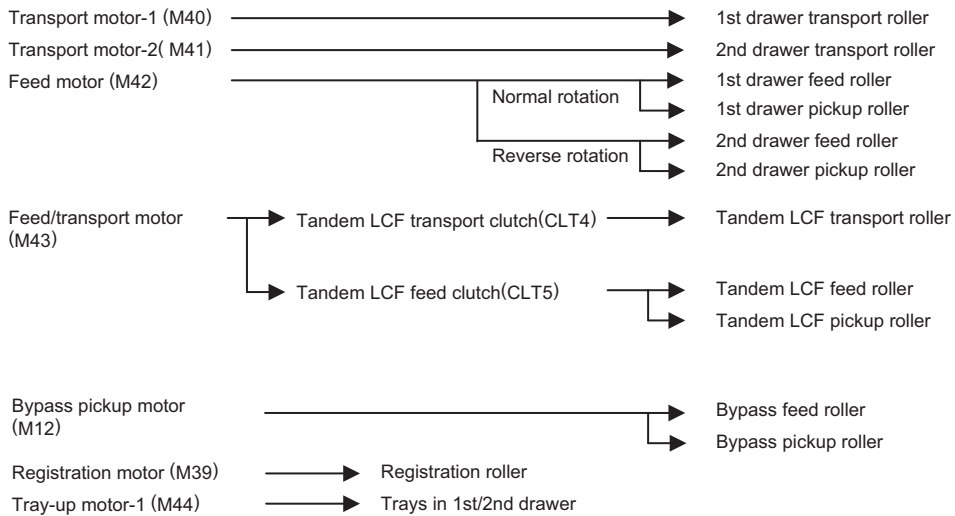 Transport motor-1 (M40) 1st drawer transport roller
Transport motor-2( M41) 2nd drawer transport roller
Feed motor (M42) 1st drawer feed roller
Normal rotation 1st drawer pickup roller
2nd drawer feed roller
Reverse rotation 2nd drawer pickup roller
Feed/transport motor Tandem LCF transport clutch(CLT4) Tandem LCF transport roller
(M43)
Tandem LCF feed clutch(CLT5) Tandem LCF feed roller
Tandem LCF pickup roller
Bypass pickup motor Bypass feed roller
(M12)
Bypass pickup roller
Registration motor (M39) Registration roller
Tray-up motor-1 (M44) Trays in 1st/2nd drawer